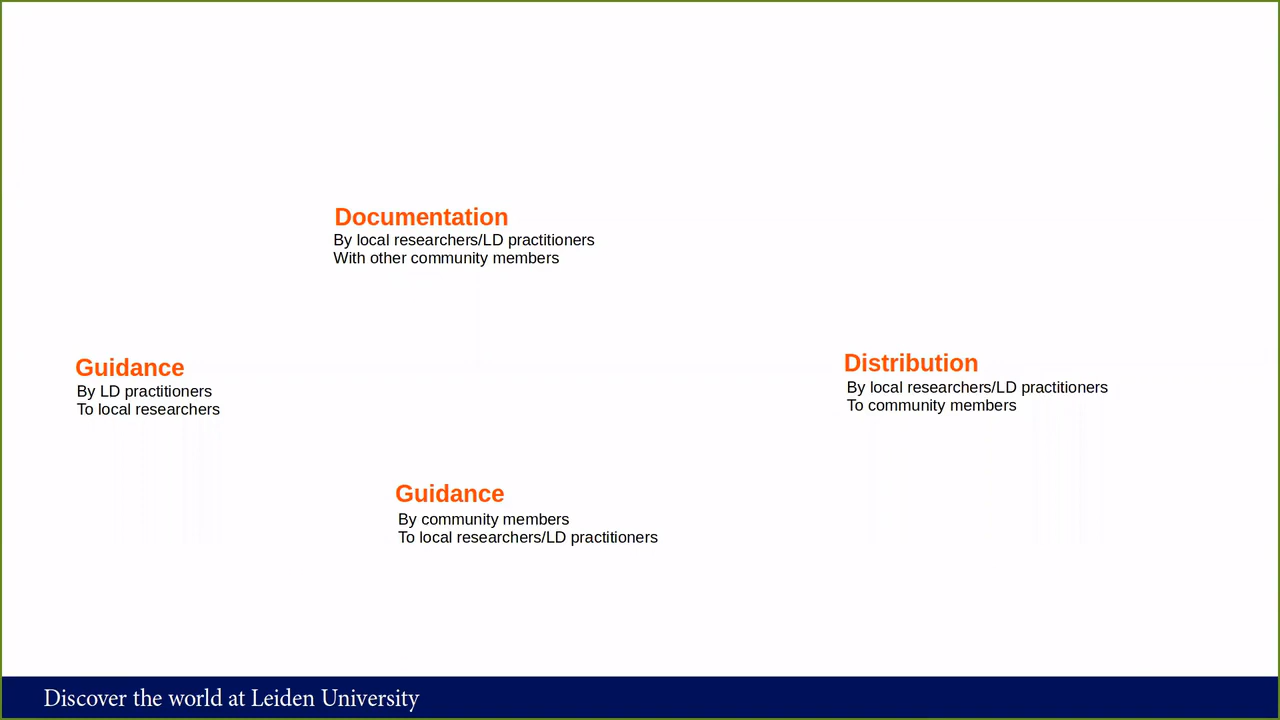 Documentation
By local researchers/LD practitioners
With other community members
Guidance
By LD practitioners
To local researchers
Distribution
By local researchers/LD practitioners
To community members
Guidance
By community members
To local researchers/LD practitioners
Discover the world at Leiden University